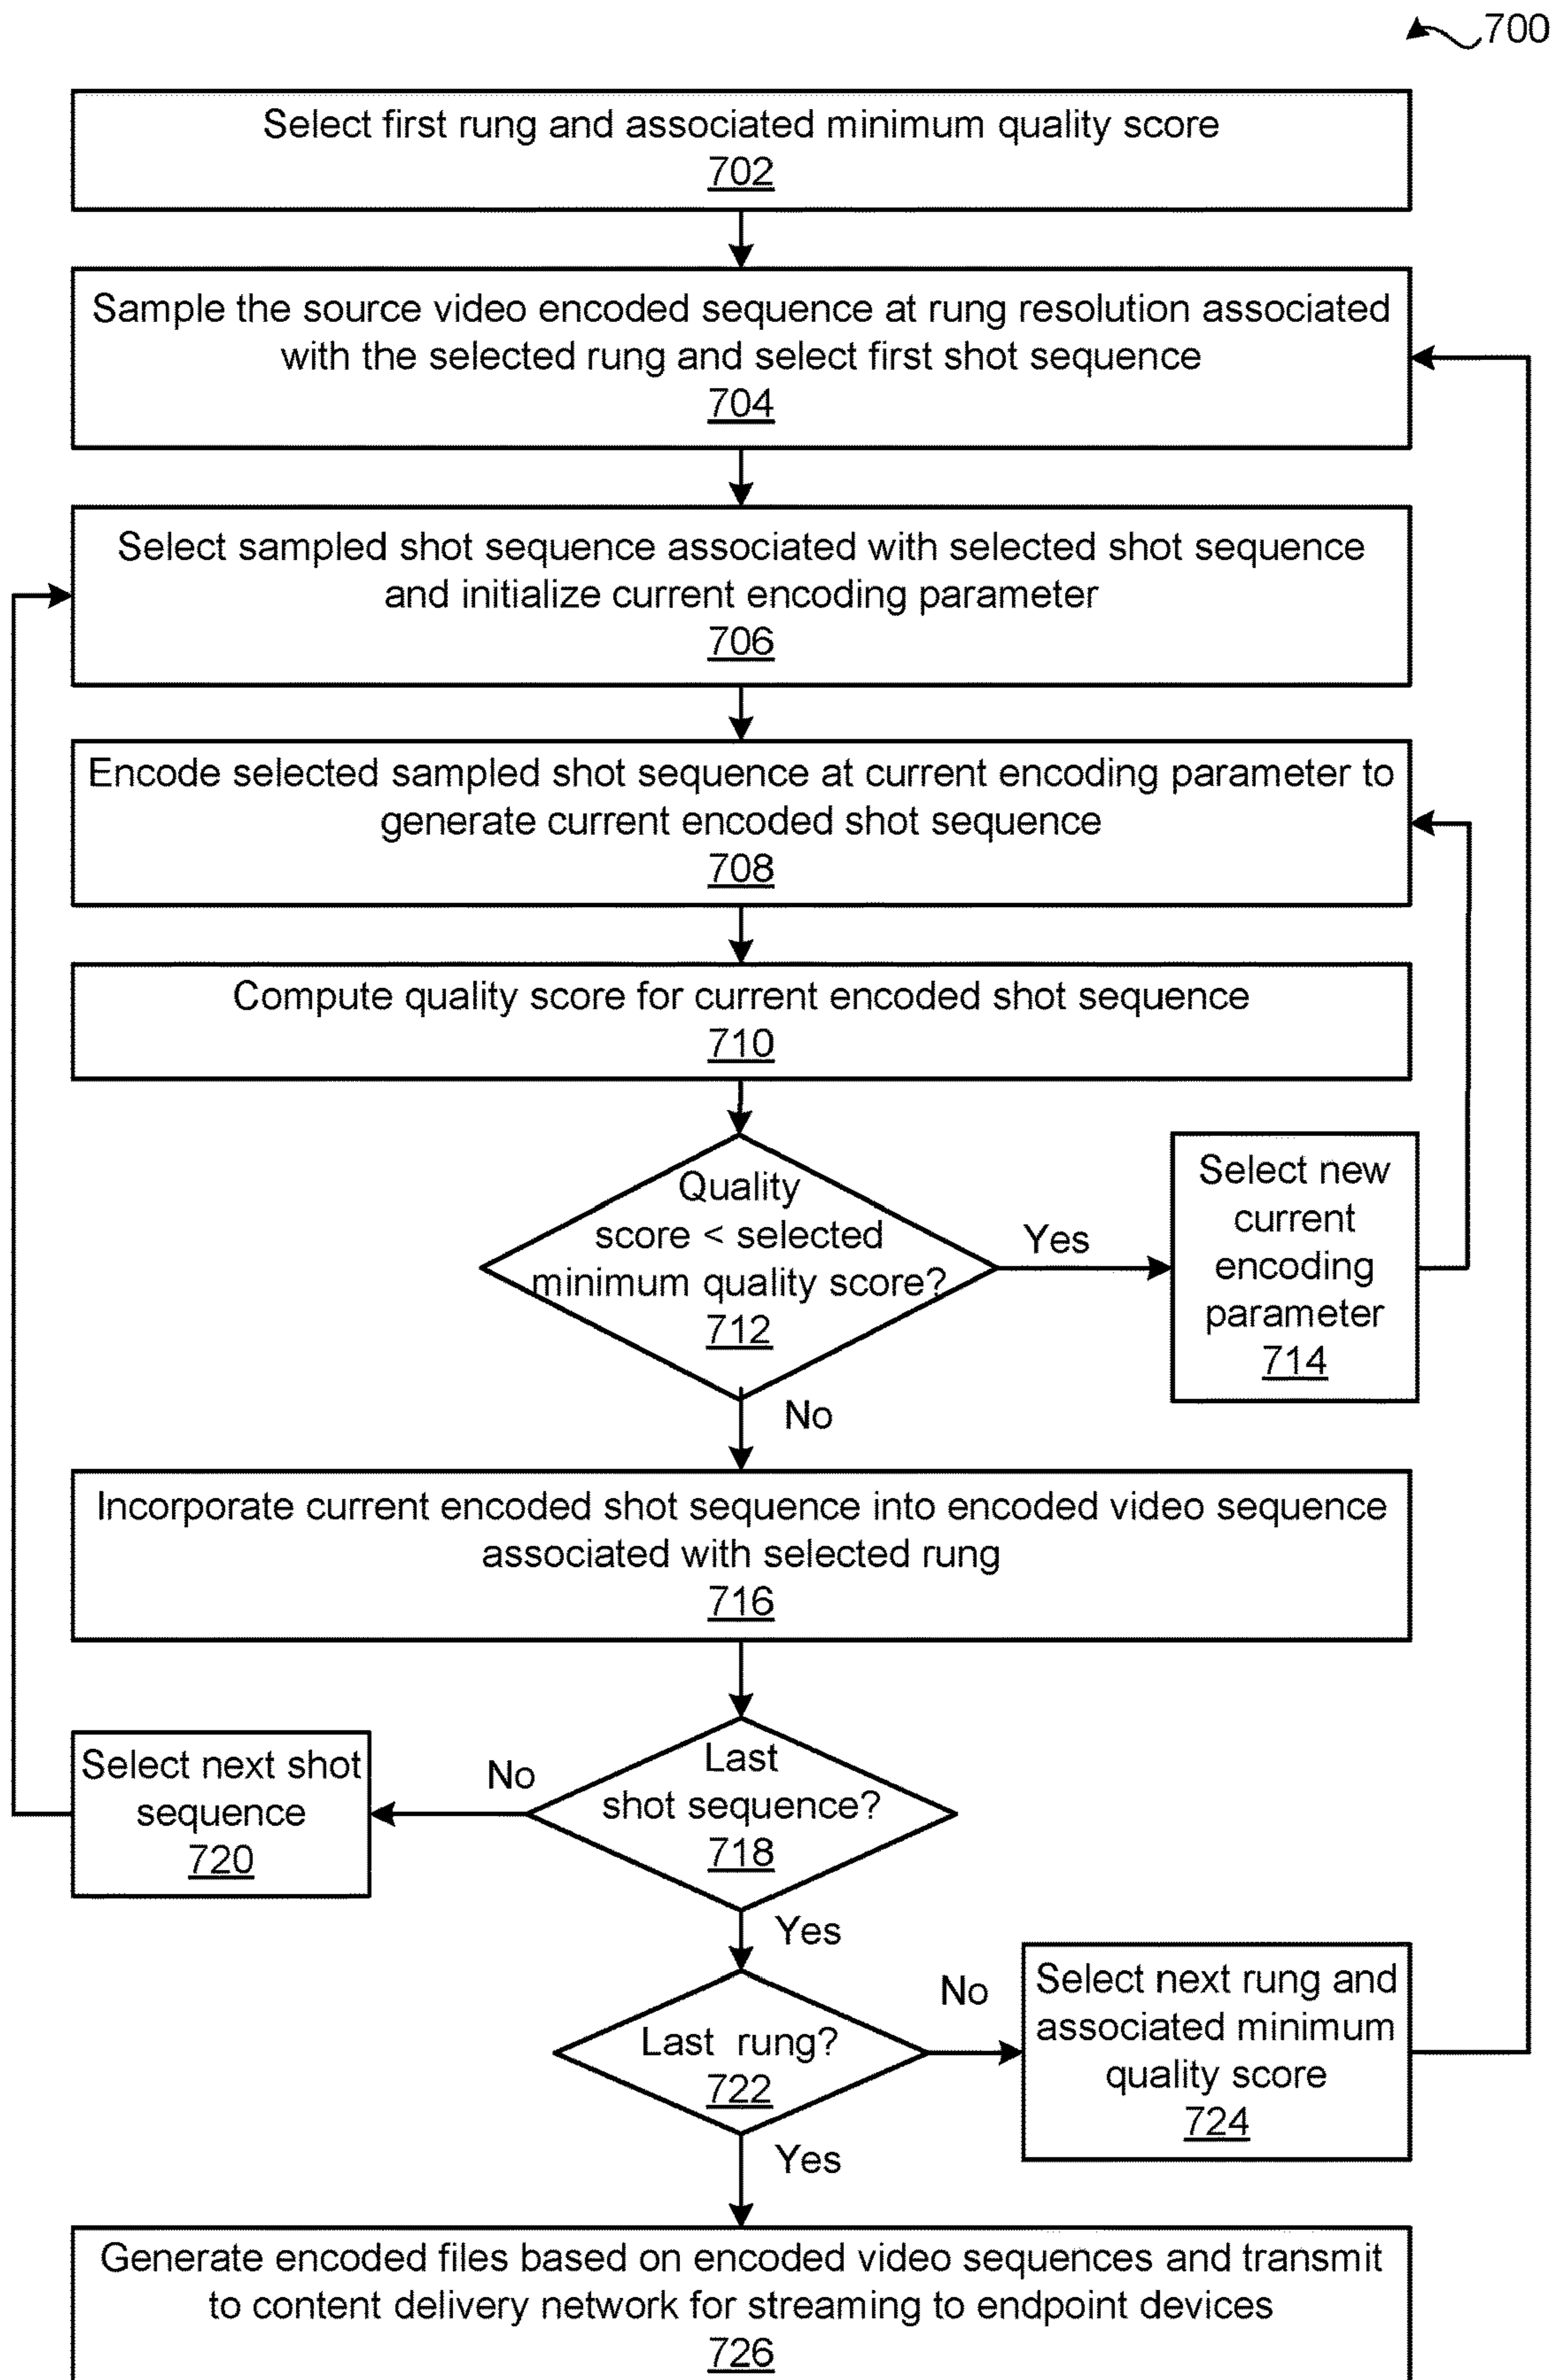 700
Select first rung and associated minimum quality score
702
Sample the source video encoded sequence at rung resolution associated
with the selected rung and select first shot sequence
704
Select sampled shot sequence associated with selected shot sequence
and initialize current encoding parameter
706
Encode selected sampled shot sequence at current encoding parameter to
generate current encoded shot sequence
708
Compute quality score for current encoded shot sequence
710
Quality
score < selected
minimum quality score?
712
Yes
Select new
current
encoding
parameter
714
No
Incorporate current encoded shot sequence into encoded video sequence
associated with selected rung
716
Last
shot sequence?
718
No
Select next shot
sequence
720
Yes
Last rung?
722
No
Select next rung and
associated minimum
quality score
724
Yes
Generate encoded files based on encoded video sequences and transmit
to content delivery network for streaming to endpoint devices
726